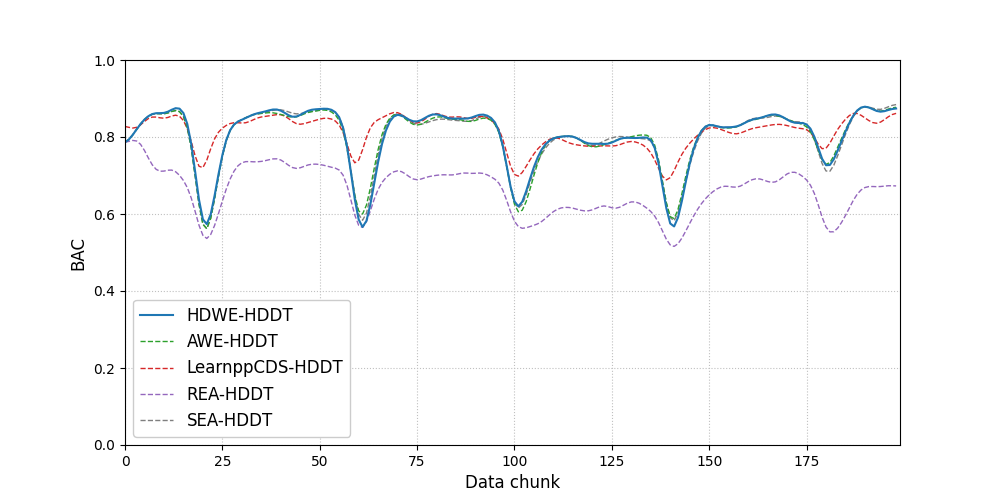 1.0
0.8
0.6
0.4
0.2
0.0
BAC
HDWE-HDDT
AWE-HDDT
LearnppCDS-HDDT
REA-HDDT
SEA-HDDT
0 25 50 75 100 125 150 175
Data chunk